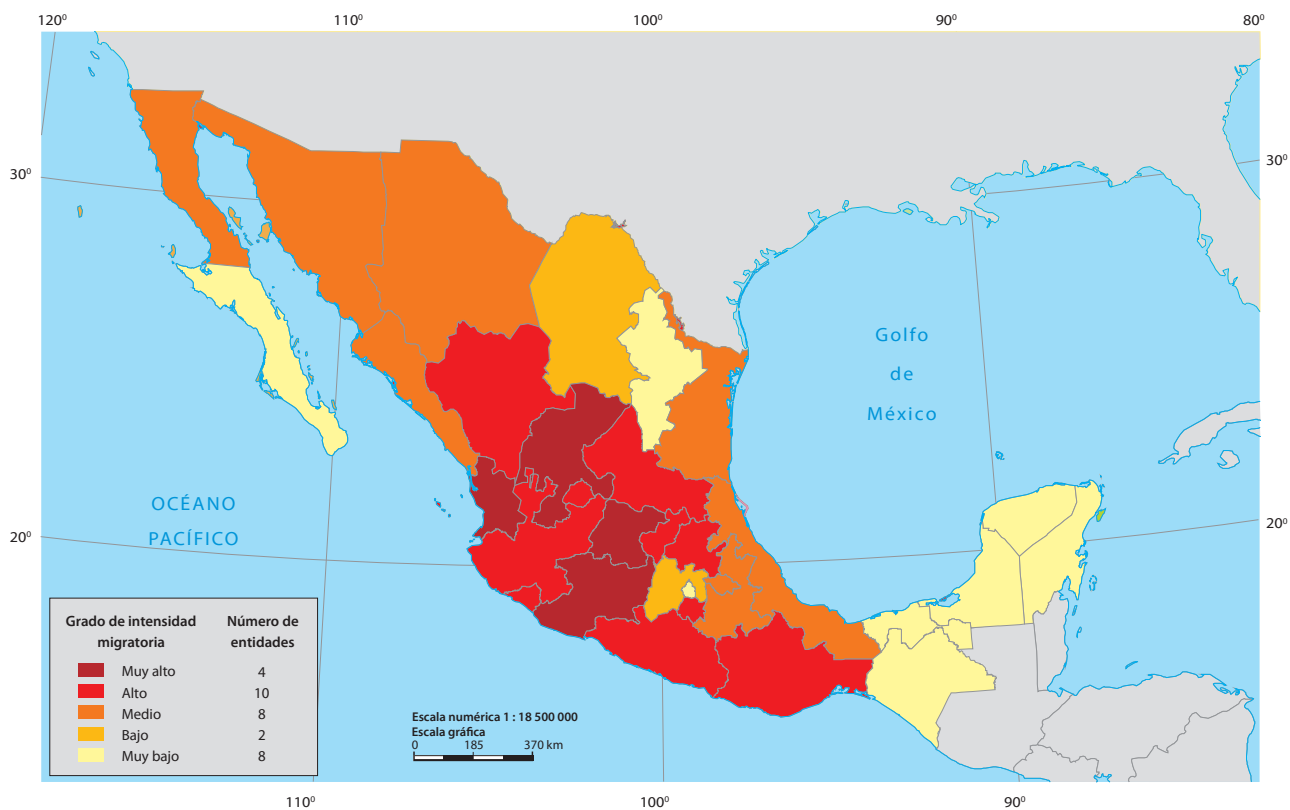 120⁰ 110⁰ 100⁰ 90⁰ 80⁰
30⁰ 30⁰
Golfo
de
México
OCÉANO
PACÍFICO
20⁰ 20⁰
Grado de intensidad migratoria Número de entidades
Muy alto 4
Alto 10
Medio 8
Bajo 2
Muy bajo 8
Escala numérica 1 : 18 500 000
Escala gráfica
0 185 370 km
110⁰ 100⁰ 90⁰